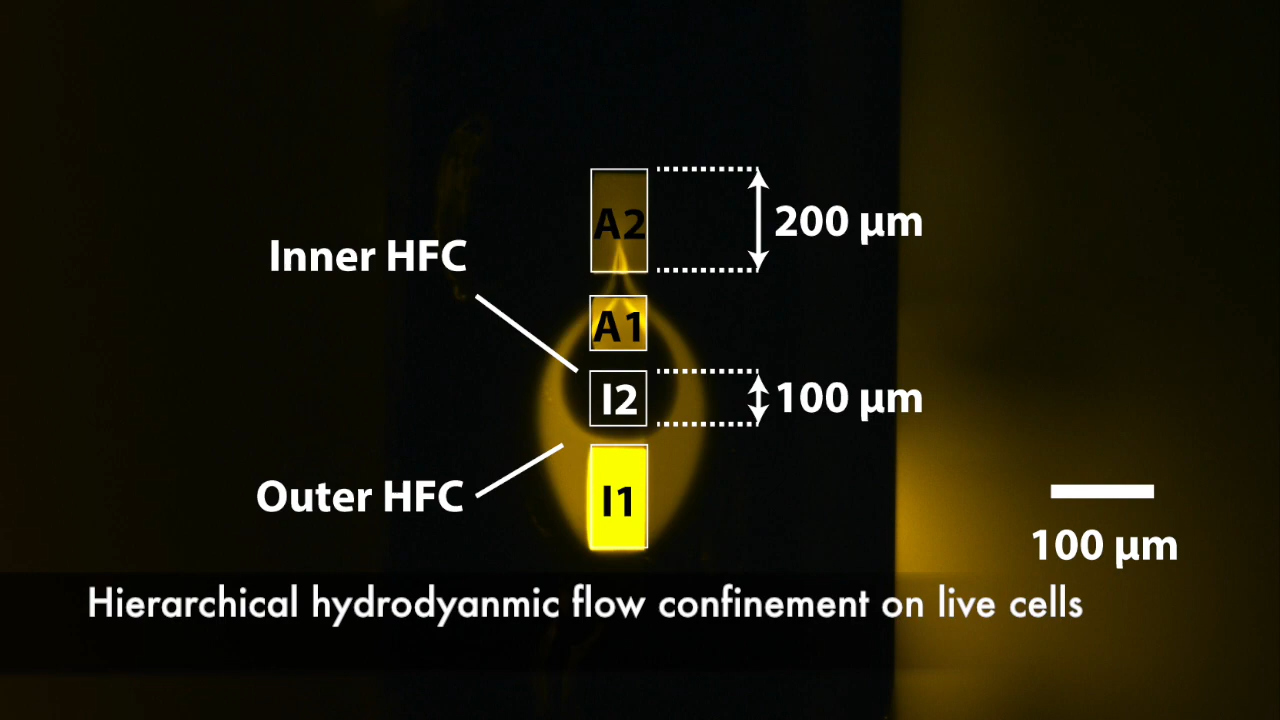 A2
200 µm
Inner HFC
A1
I2
100 µm
Outer HFC
I1
100 µm
Hierarchical hydrodyanmic flow confinement on live cells